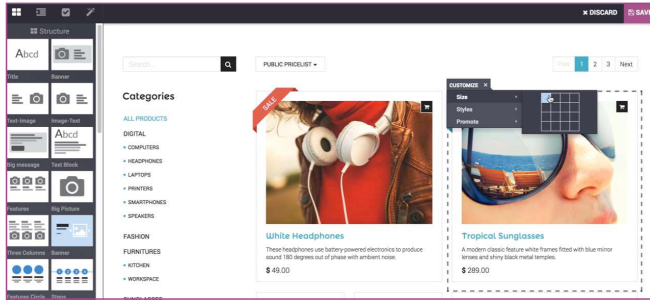 × DISCARD
SAVE
Structure
Abcd
Title
Banner
Text-Image
Image-Text
Abcd
Big message
Text Block
Features
Big Picture
Three Columns
Banner
Features Circle
Steps
Search...
PUBLIC PRICELIST
Prev
1
2
3
Next
Categories
ALL PRODUCTS
DIGITAL
COMPUTERS
HEADPHONES
LAPTOPS
PRINTERS
SMARTPHONES
SPEAKERS
FASHION
FURNITURES
KITCHEN
WORKSPACE
SUNGLASSES
SALE
White Headphones
These headphones use battery-powered electronics to produce
sound 180 degrees out of phase with ambient noise.
$ 49.00
CUSTOMIZE ×
Size
Styles
Promote
Tropical Sunglasses
A modern classic feature white frames fitted with blue mirror
lenses and shiny black metal temples.
$ 289.00